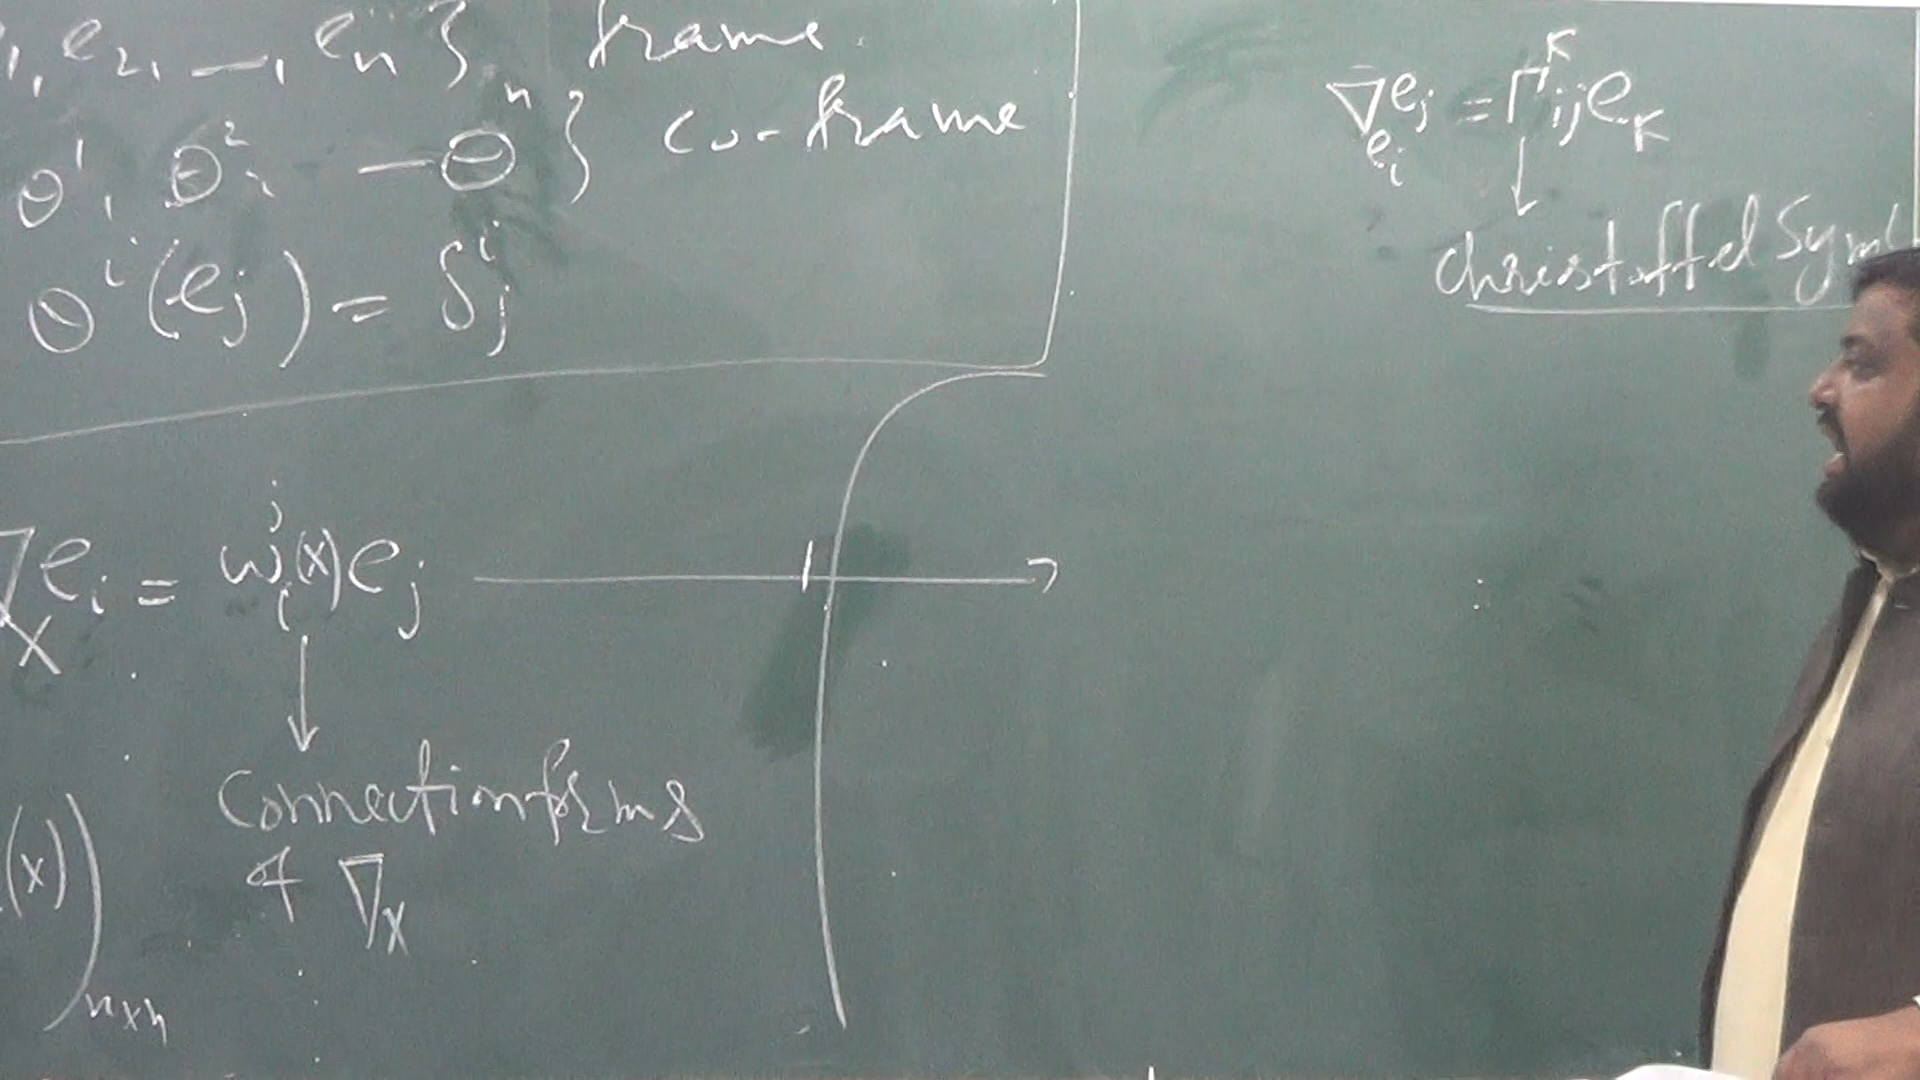 1, e2, —, en} frame
θ¹, θ², — θⁿ} co-frame
θⁱ(ej) = δⁱj
∇X ei = ωʲi(x)ej
↓
Connection forms
of ∇X
(x))n×n
∇ei ej = Γᴷij eK
↓
Christoffel Sym